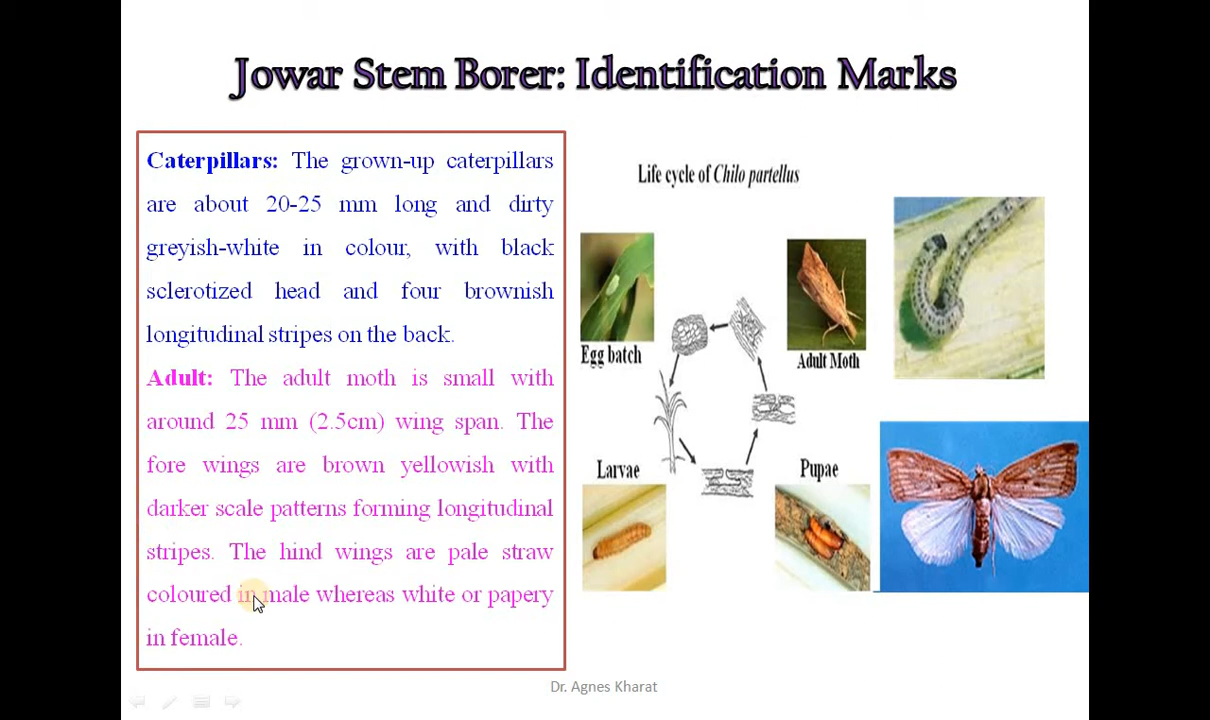 Jowar Stem Borer: Identification Marks
Caterpillars: The grown-up caterpillars
are about 20-25 mm long and dirty
greyish-white in colour, with black
sclerotized head and four brownish
longitudinal stripes on the back.
Adult: The adult moth is small with
around 25 mm (2.5cm) wing span. The
fore wings are brown yellowish with
darker scale patterns forming longitudinal
stripes. The hind wings are pale straw
coloured in male whereas white or papery
in female.
Life cycle of Chilo partellus
Egg batch
Adult Moth
Larvae
Pupae
Dr. Agnes Kharat